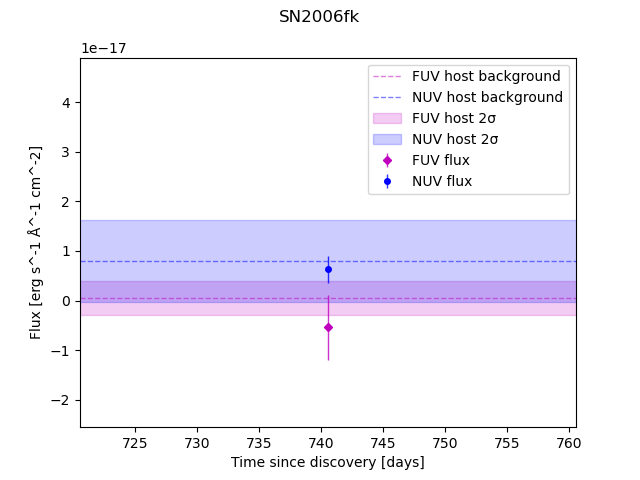 SN2006fk
1e−17
FUV host background
NUV host background
FUV host 2σ
NUV host 2σ
FUV flux
NUV flux
4
3
2
1
0
−1
−2
Flux [erg s^-1 Å^-1 cm^-2]
725 730 735 740 745 750 755 760
Time since discovery [days]